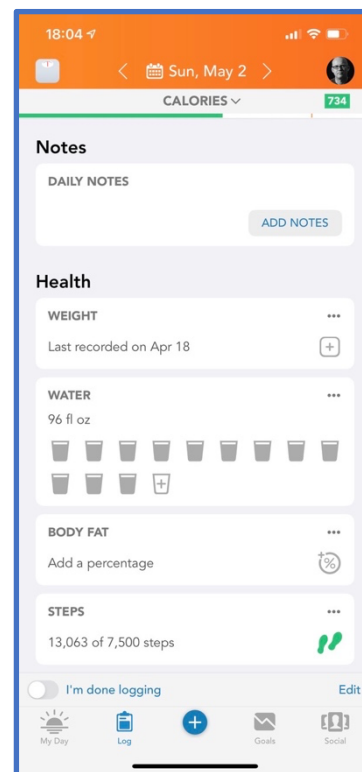 18:04
Sun, May 2
CALORIES
734
Notes
DAILY NOTES
ADD NOTES
Health
WEIGHT
Last recorded on Apr 18
WATER
96 fl oz
BODY FAT
Add a percentage
%
STEPS
13,063 of 7,500 steps
I'm done logging
Edit
My Day
Log
Goals
Social